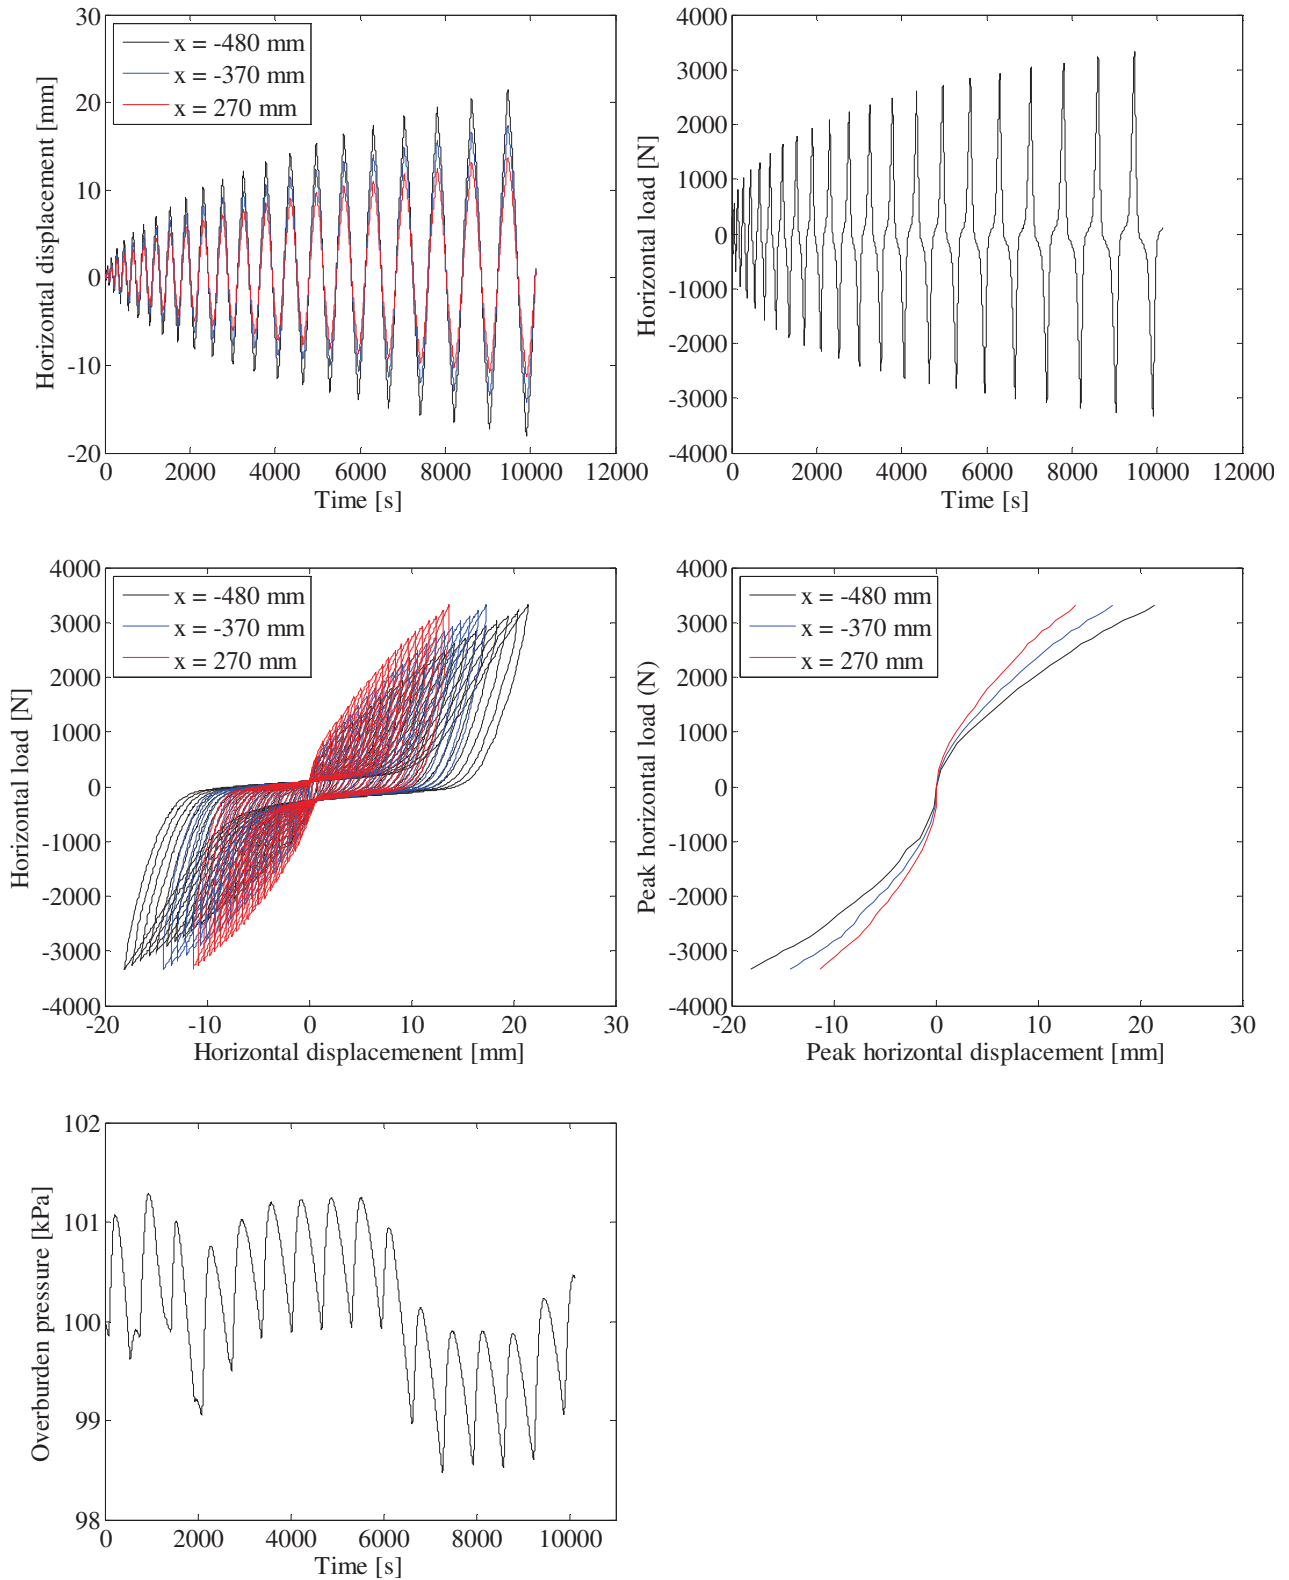 30
20
10
0
-10
-20
0 2000 4000 6000 8000 10000 12000
Time [s]
Horizontal displacement [mm]
x = -480 mm
x = -370 mm
x = 270 mm
4000
3000
2000
1000
0
-1000
-2000
-3000
-4000
0 2000 4000 6000 8000 10000 12000
Time [s]
Horizontal load [N]
4000
3000
2000
1000
0
-1000
-2000
-3000
-4000
-20 -10 0 10 20 30
Horizontal displacemenent [mm]
Horizontal load [N]
x = -480 mm
x = -370 mm
x = 270 mm
4000
3000
2000
1000
0
-1000
-2000
-3000
-4000
-20 -10 0 10 20 30
Peak horizontal displacement [mm]
Peak horizontal load (N)
x = -480 mm
x = -370 mm
x = 270 mm
102
101
100
99
98
0 2000 4000 6000 8000 10000
Time [s]
Overburden pressure [kPa]